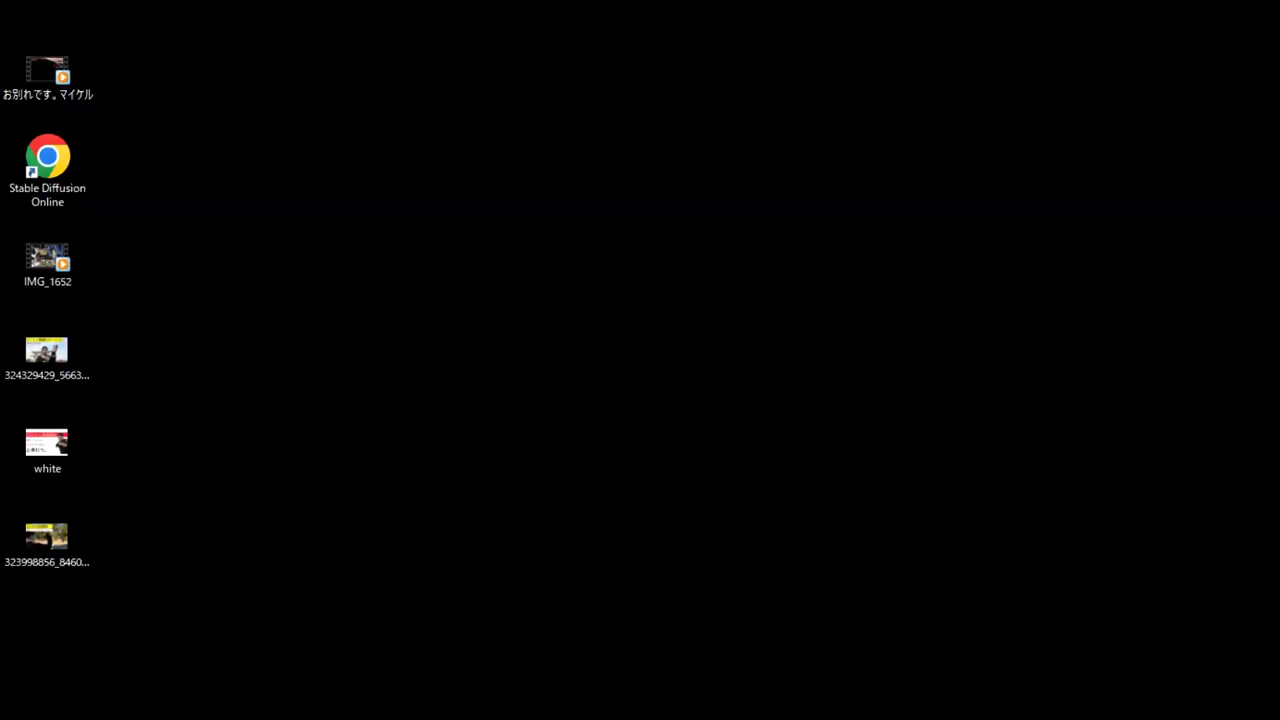 お別れです。マイケル
Stable Diffusion
Online
IMG_1652
324329429_5663...
white
323998856_8460...